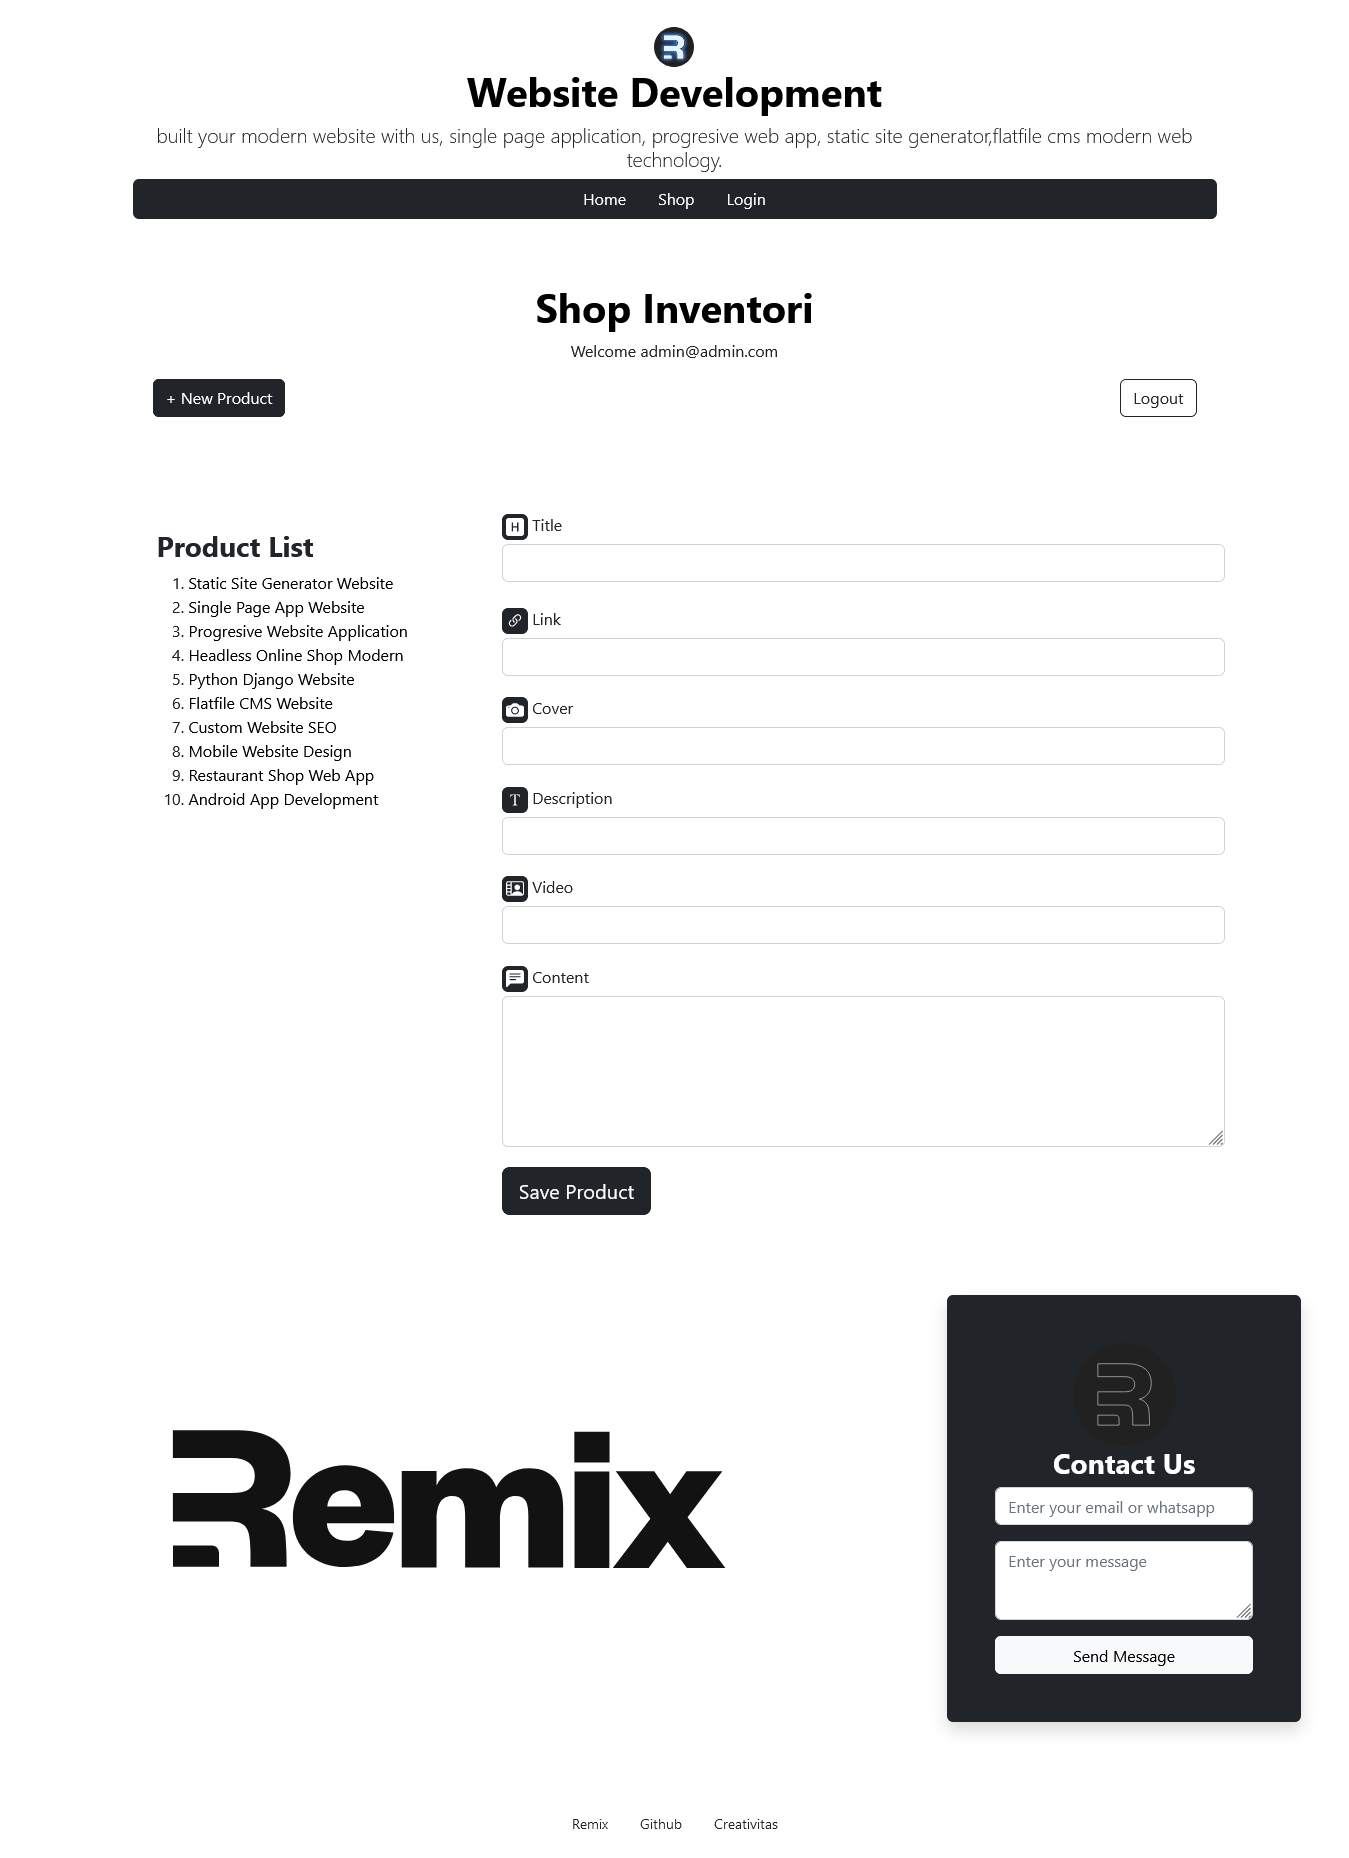 Website Development
built your modern website with us, single page application, progresive web app, static site generator,flatfile cms modern web
technology.
Home Shop Login
Shop Inventori
Welcome admin@admin.com
+ New Product Logout
Product List
1. Static Site Generator Website
2. Single Page App Website
3. Progresive Website Application
4. Headless Online Shop Modern
5. Python Django Website
6. Flatfile CMS Website
7. Custom Website SEO
8. Mobile Website Design
9. Restaurant Shop Web App
10. Android App Development
H Title
Link
Cover
T Description
Video
Content
Save Product
Remix
R
Contact Us
Enter your email or whatsapp
Enter your message
Send Message
Remix Github Creativitas